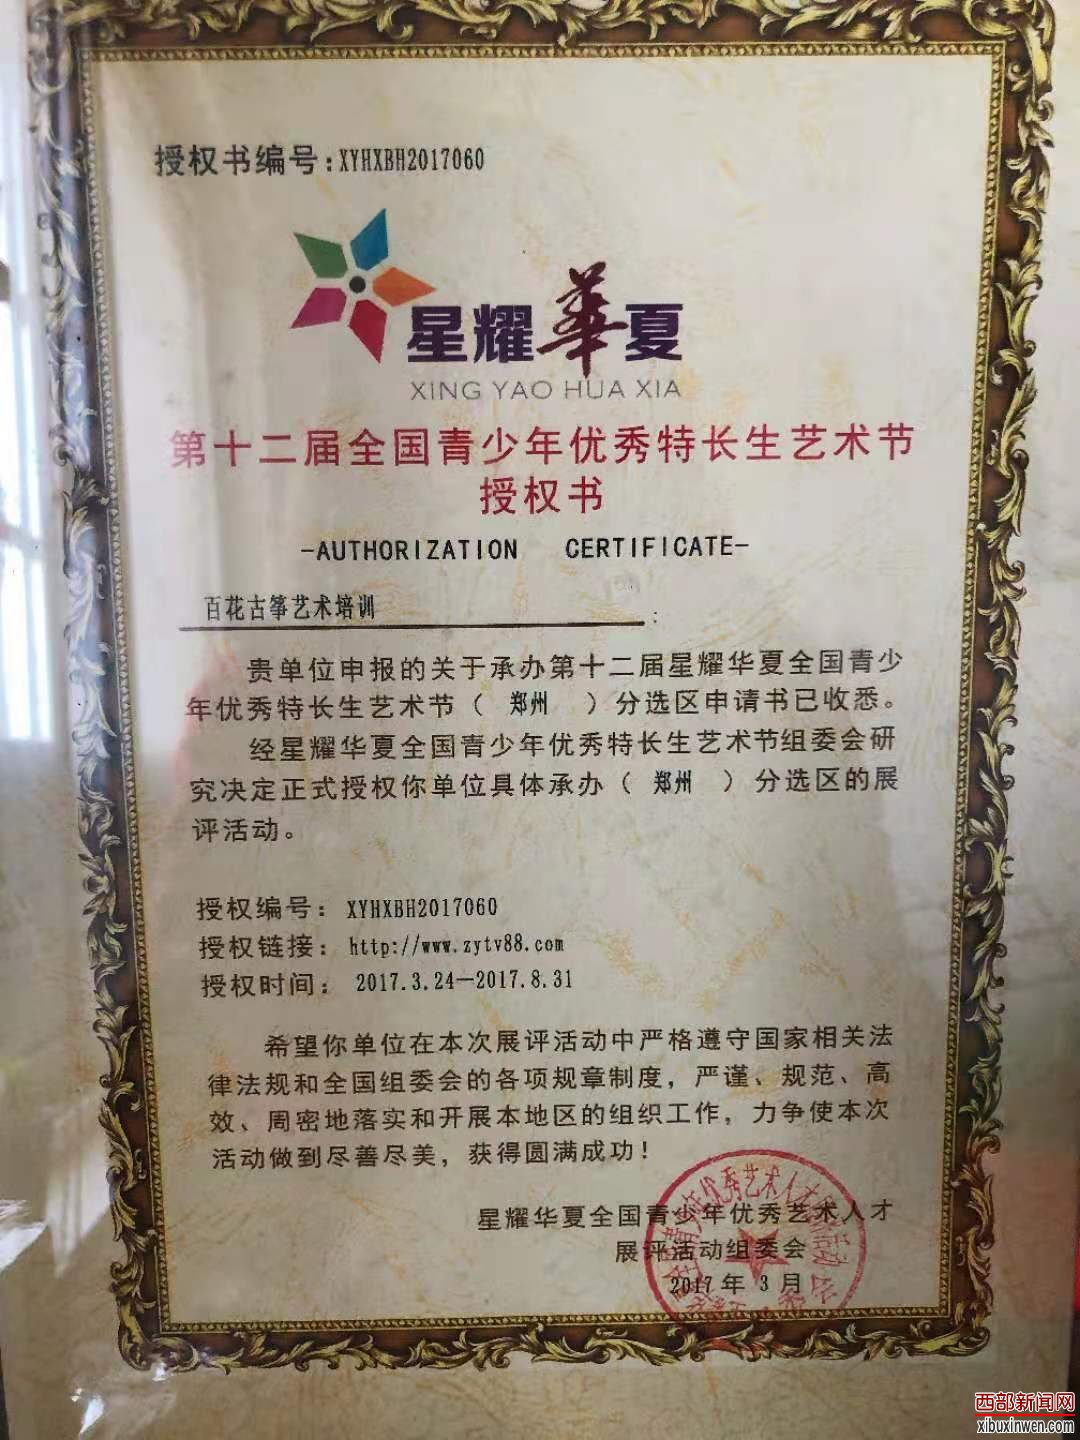 授权书编号:XYHXBH2017060
星耀華夏
XING YAO HUA XIA
第十二届全国青少年优秀特长生艺术节
授权书
-AUTHORIZATION CERTIFICATE-
百花古筝艺术培训 :
贵单位申报的关于承办第十二届星耀华夏全国青少
年优秀特长生艺术节（ 郑州 ）分选区申请书已收悉。
经星耀华夏全国青少年优秀特长生艺术节组委会研
究决定正式授权你单位具体承办（ 郑州 ）分选区的展
评活动。
授权编号: XYHXBH2017060
授权链接: http://www.zytv88.com
授权时间: 2017.3.24—2017.8.31
希望你单位在本次展评活动中严格遵守国家相关法
律法规和全国组委会的各项规章制度，严谨、规范、高
效、周密地落实和开展本地区的组织工作，力争使本次
活动做到尽善尽美，获得圆满成功！
星耀华夏全国青少年优秀艺术人才
展评活动组委会
2017年3月
西部新闻网
xibuxinwen.com